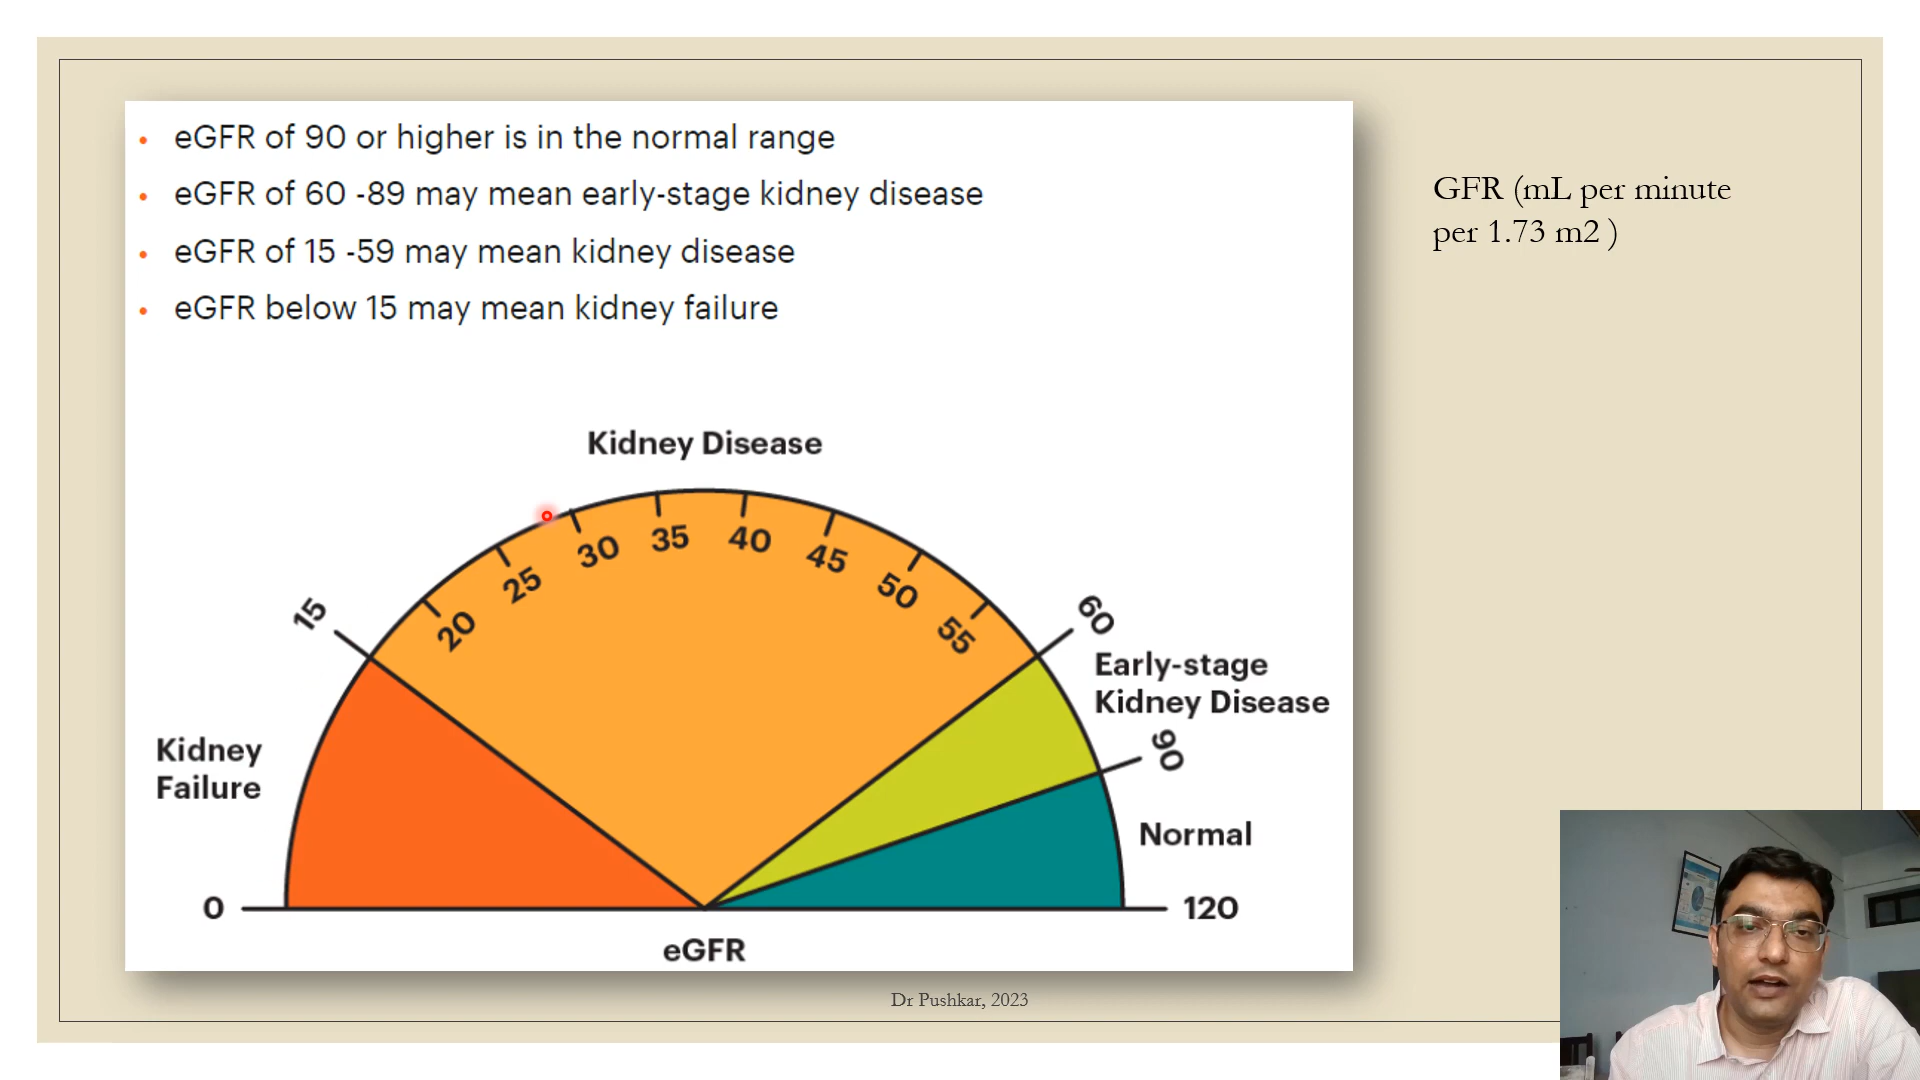 • eGFR of 90 or higher is in the normal range
• eGFR of 60 -89 may mean early-stage kidney disease
• eGFR of 15 -59 may mean kidney disease
• eGFR below 15 may mean kidney failure
GFR (mL per minute
per 1.73 m2 )
Kidney Disease
15
20
25
30
35
40
45
50
55
60
Early-stage
Kidney Disease
90
Kidney
Failure
Normal
0
120
eGFR
Dr Pushkar, 2023